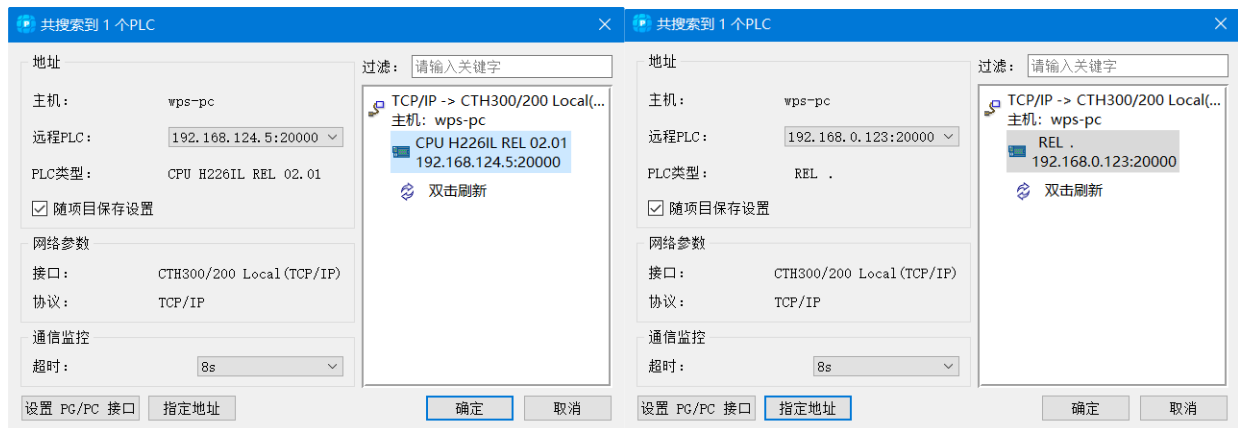 共搜索到 1 个PLC
地址
主机： wps-pc
远程PLC： 192.168.124.5:20000
PLC类型： CPU H226IL REL 02.01
随项目保存设置
网络参数
接口： CTH300/200 Local(TCP/IP)
协议： TCP/IP
通信监控
超时： 8s
设置 PG/PC 接口 指定地址
过滤： 请输入关键字
TCP/IP -> CTH300/200 Local(...
主机：wps-pc
CPU H226IL REL 02.01
192.168.124.5:20000
双击刷新
确定 取消
共搜索到 1 个PLC
地址
主机： wps-pc
远程PLC： 192.168.0.123:20000
PLC类型： REL .
随项目保存设置
网络参数
接口： CTH300/200 Local(TCP/IP)
协议： TCP/IP
通信监控
超时： 8s
设置 PG/PC 接口 指定地址
过滤： 请输入关键字
TCP/IP -> CTH300/200 Local(...
主机：wps-pc
REL .
192.168.0.123:20000
双击刷新
确定 取消